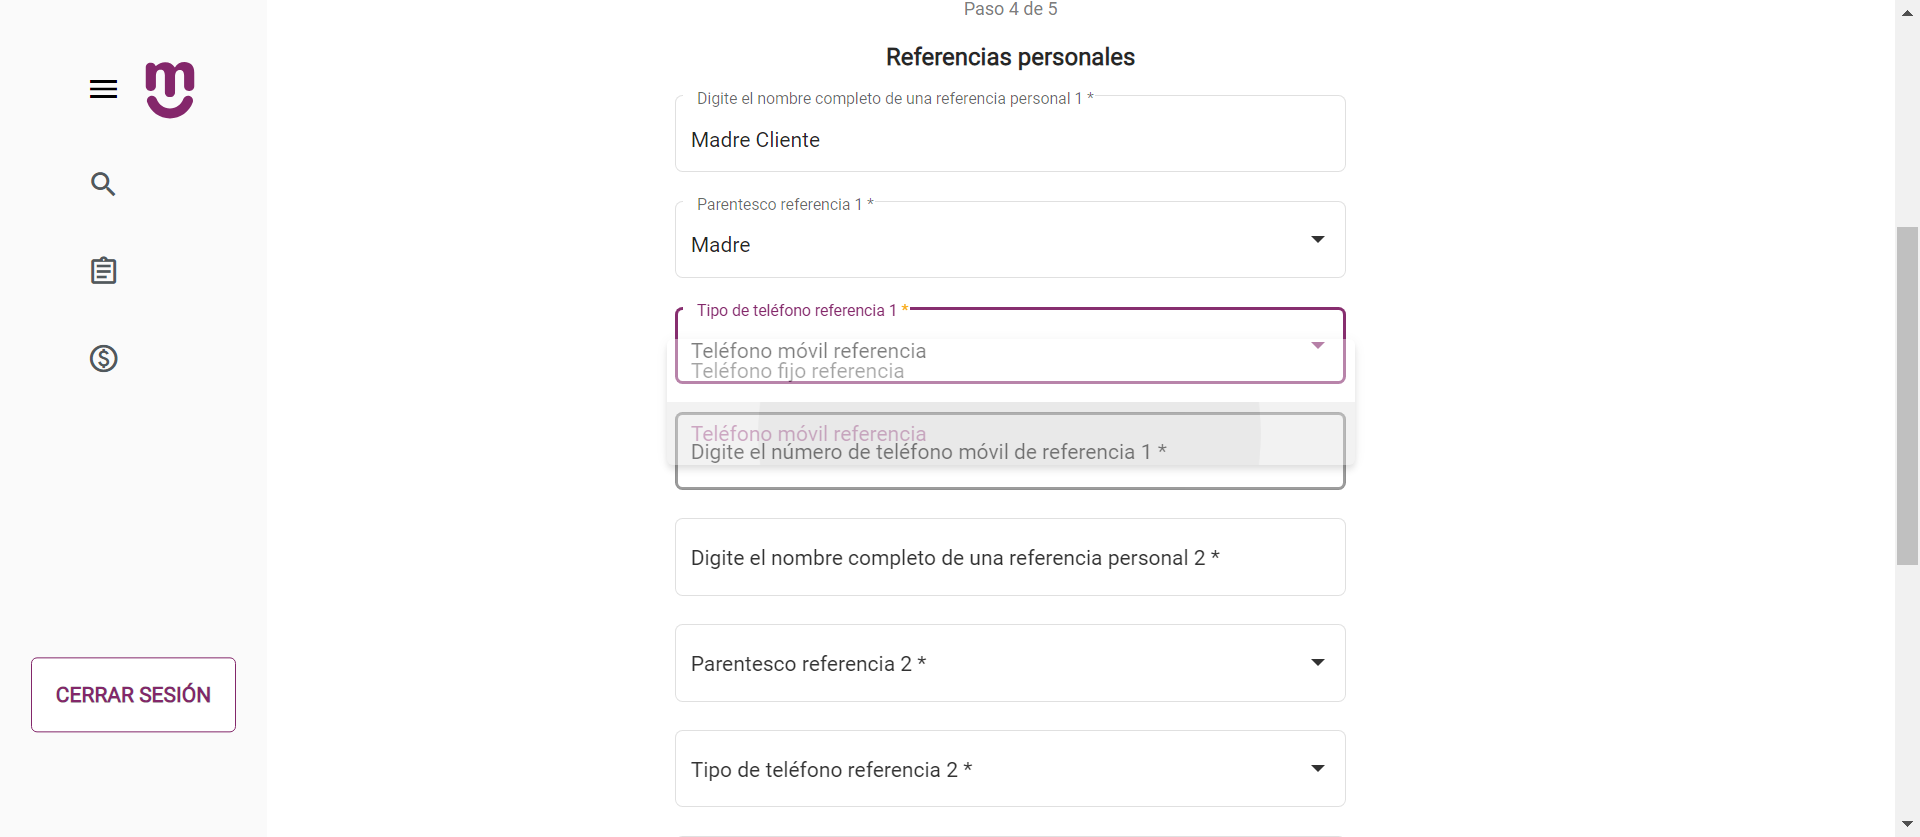 Paso 4 de 5
Referencias personales
Digite el nombre completo de una referencia personal 1 *
Madre Cliente
Parentesco referencia 1 *
Madre
Tipo de teléfono referencia 1 *
Teléfono móvil referencia
Teléfono fijo referencia
Teléfono móvil referencia
Digite el número de teléfono móvil de referencia 1 *
Digite el nombre completo de una referencia personal 2 *
Parentesco referencia 2 *
CERRAR SESIÓN
Tipo de teléfono referencia 2 *